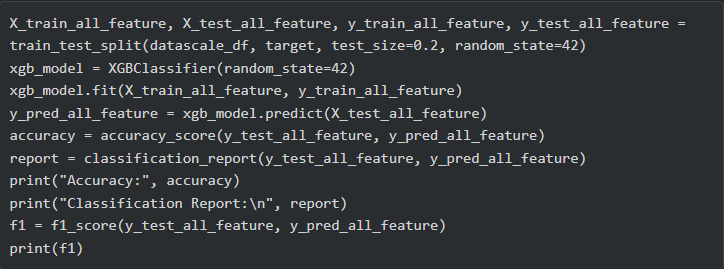 X_train_all_feature, X_test_all_feature, y_train_all_feature, y_test_all_feature =
train_test_split(datascale_df, target, test_size=0.2, random_state=42)
xgb_model = XGBClassifier(random_state=42)
xgb_model.fit(X_train_all_feature, y_train_all_feature)
y_pred_all_feature = xgb_model.predict(X_test_all_feature)
accuracy = accuracy_score(y_test_all_feature, y_pred_all_feature)
report = classification_report(y_test_all_feature, y_pred_all_feature)
print("Accuracy:", accuracy)
print("Classification Report:\n", report)
f1 = f1_score(y_test_all_feature, y_pred_all_feature)
print(f1)